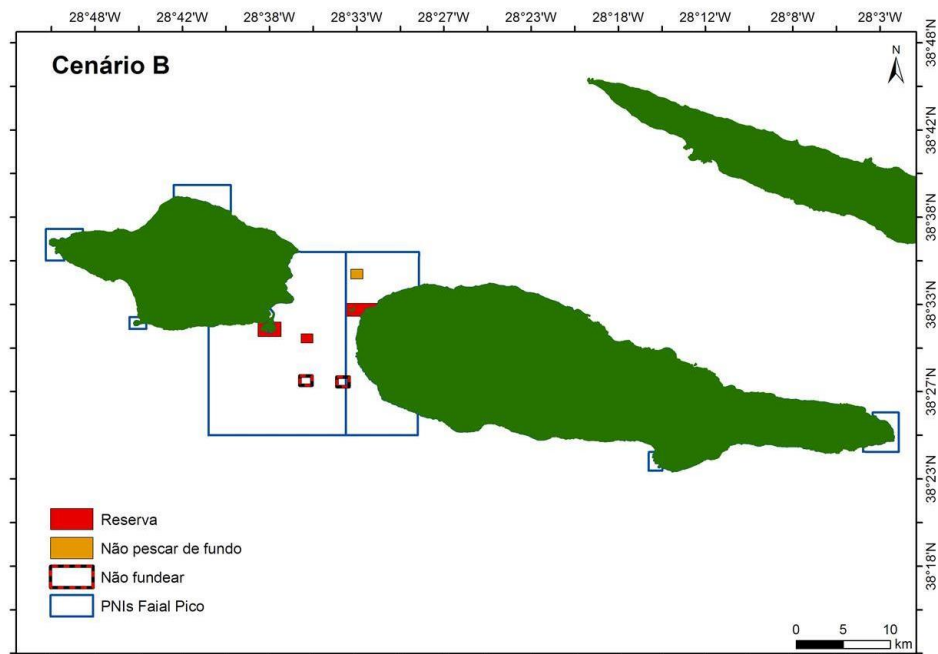 28°48'W 28°42'W 28°38'W 28°33'W 28°27'W 28°23'W 28°18'W 28°12'W 28°8'W 28°3'W
Cenário B
N
38°48'N
38°42'N
38°38'N
38°33'N
38°27'N
38°23'N
38°18'N
Reserva
Não pescar de fundo
Não fundear
PNIs Faial Pico
0 5 10
km